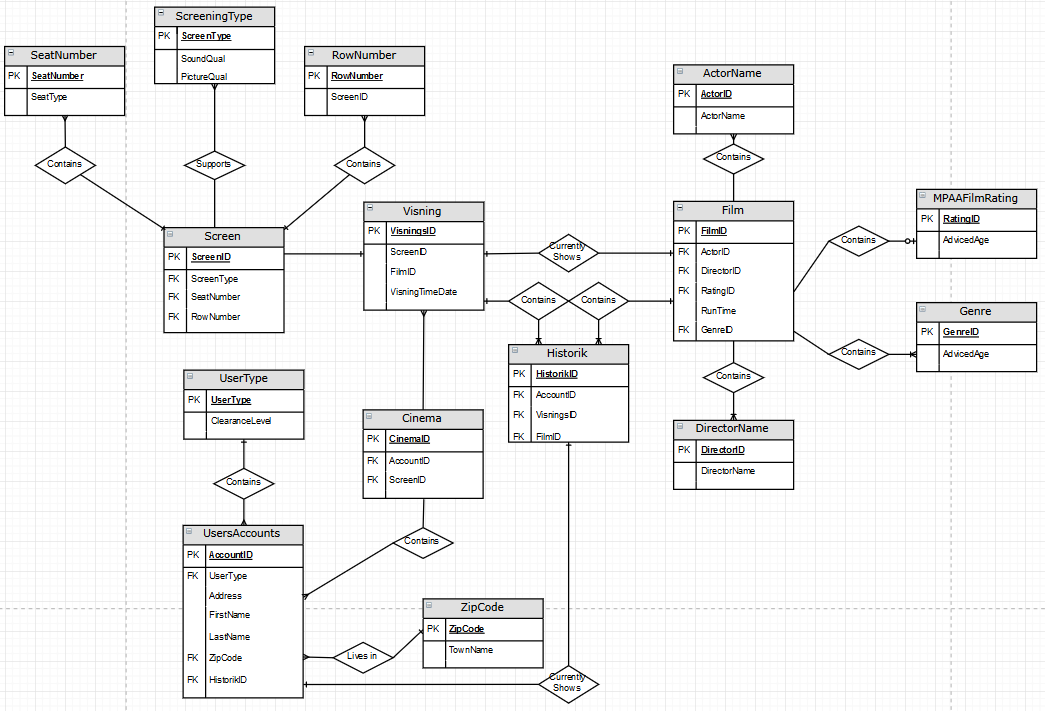 ScreeningType
PK ScreenType
SoundQual
PictureQual
SeatNumber
PK SeatNumber
SeatType
RowNumber
PK RowNumber
ScreenID
ActorName
PK ActorID
ActorName
Contains
Supports
Contains
Contains
MPAAFilmRating
PK RatingID
AdvicedAge
Visning
PK VisningsID
ScreenID
FilmID
VisningTimeDate
Film
PK FilmID
FK ActorID
FK DirectorID
FK RatingID
RunTime
FK GenreID
Screen
PK ScreenID
FK ScreenType
FK SeatNumber
FK RowNumber
Currently
Shows
Contains
Contains
Contains
Genre
PK GenreID
AdvicedAge
Contains
Historik
PK HistorikID
FK AccountID
FK VisningsID
FK FilmID
UserType
PK UserType
ClearanceLevel
Contains
Cinema
PK CinemaID
FK AccountID
FK ScreenID
DirectorName
PK DirectorID
DirectorName
Contains
UsersAccounts
PK AccountID
FK UserType
Address
FirstName
LastName
FK ZipCode
FK HistorikID
Contains
ZipCode
PK ZipCode
TownName
Lives in
Currently
Shows